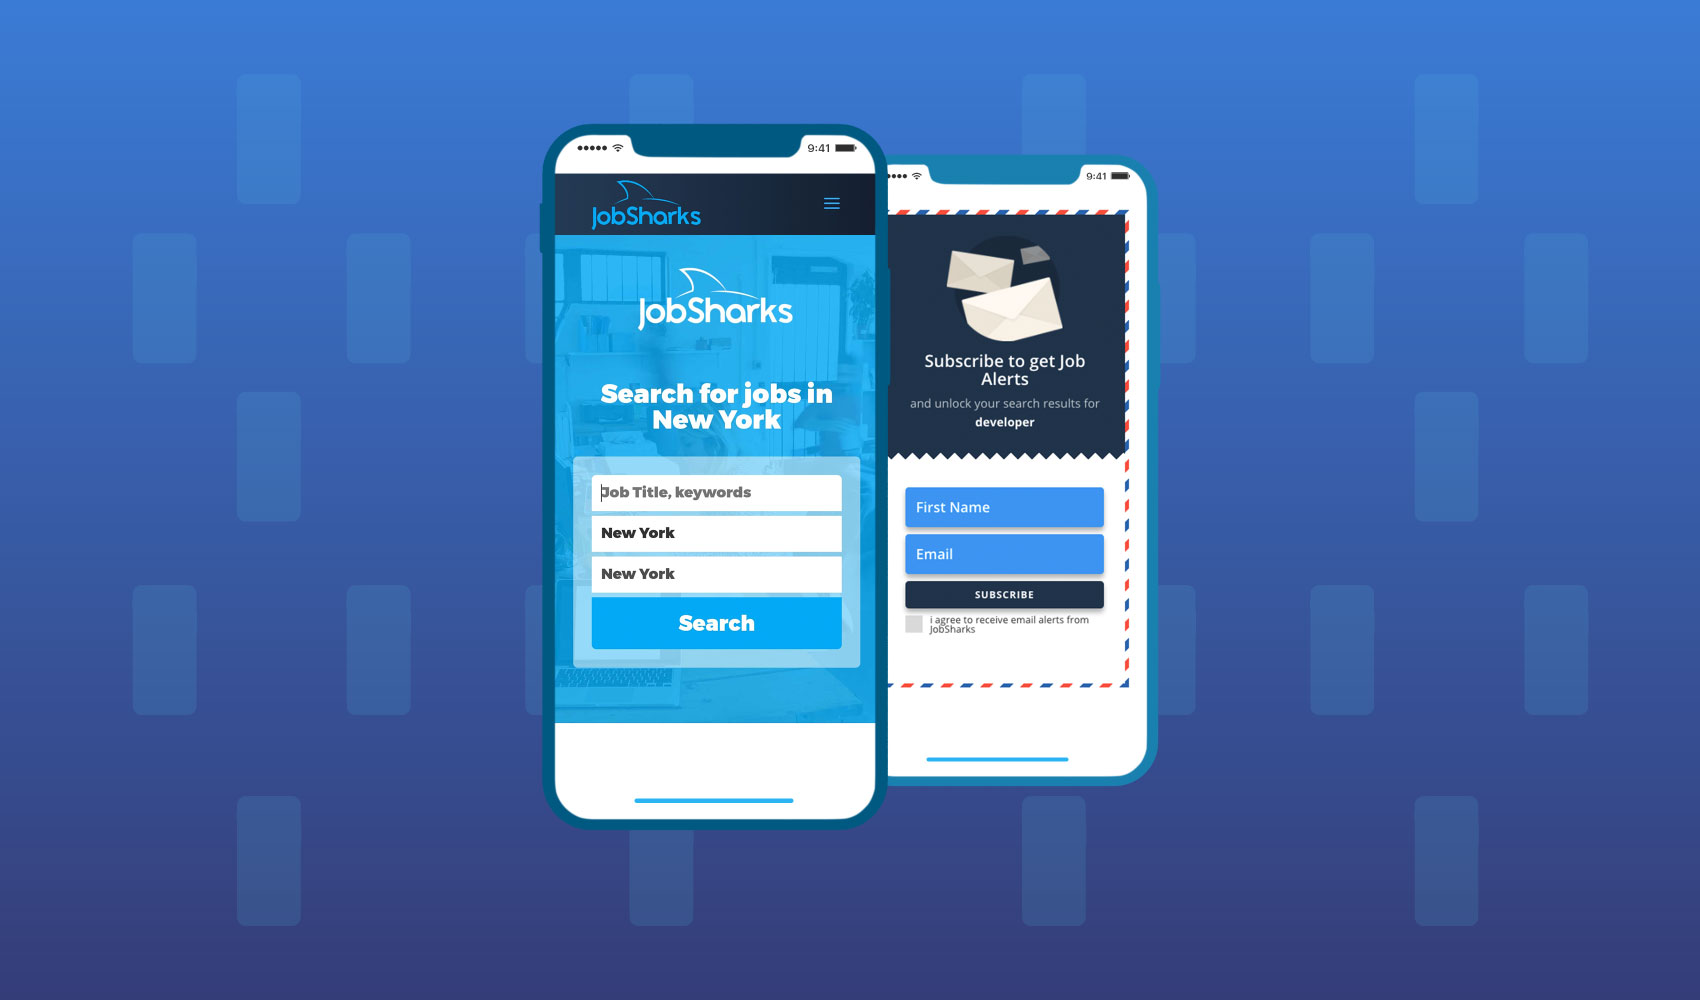 9:41
JobSharks
JobSharks
Search for jobs in
New York
Job Title, keywords
New York
New York
Search
9:41
Subscribe to get Job
Alerts
and unlock your search results for
developer
First Name
Email
SUBSCRIBE
i agree to receive email alerts from
JobSharks